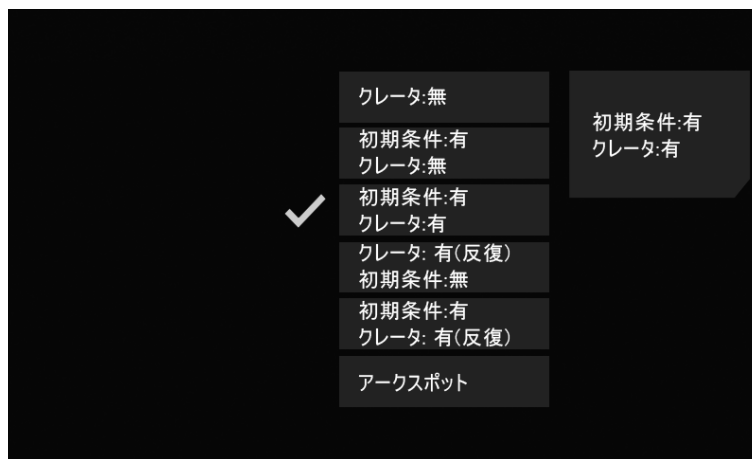 クレータ:無
初期条件:有
クレータ:無
初期条件:有
クレータ:有
クレータ: 有(反復)
初期条件:無
初期条件:有
クレータ: 有(反復)
アークスポット
初期条件:有
クレータ:有